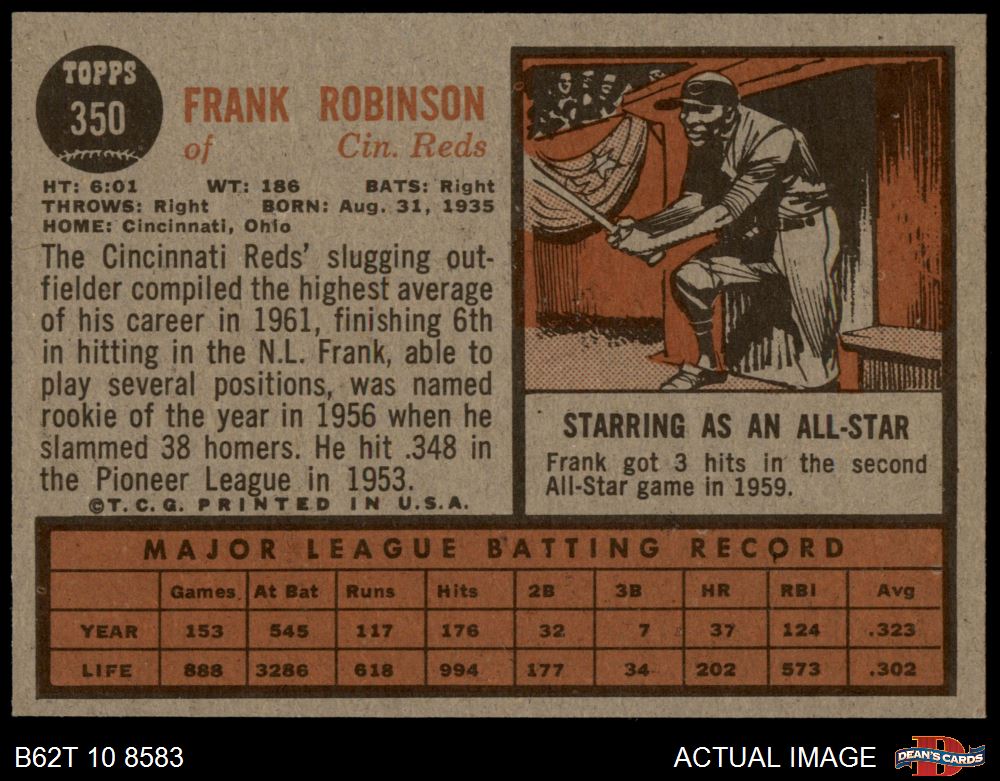 TOPPS
350
FRANK ROBINSON
of Cin. Reds
HT: 6:01 WT: 186 BATS: Right
THROWS: Right BORN: Aug. 31, 1935
HOME: Cincinnati, Ohio
The Cincinnati Reds' slugging out-
fielder compiled the highest average
of his career in 1961, finishing 6th
in hitting in the N.L. Frank, able to
play several positions, was named
rookie of the year in 1956 when he
slammed 38 homers. He hit .348 in
the Pioneer League in 1953.
©T.C.G. PRINTED IN U.S.A.
STARRING AS AN ALL-STAR
Frank got 3 hits in the second
All-Star game in 1959.
MAJOR LEAGUE BATTING RECORD
Games At Bat Runs Hits 2B 3B HR RBI Avg
YEAR 153 545 117 176 32 7 37 124 .323
LIFE 888 3286 618 994 177 34 202 573 .302
B62T 10 8583
ACTUAL IMAGE
D
DEAN'S CARDS